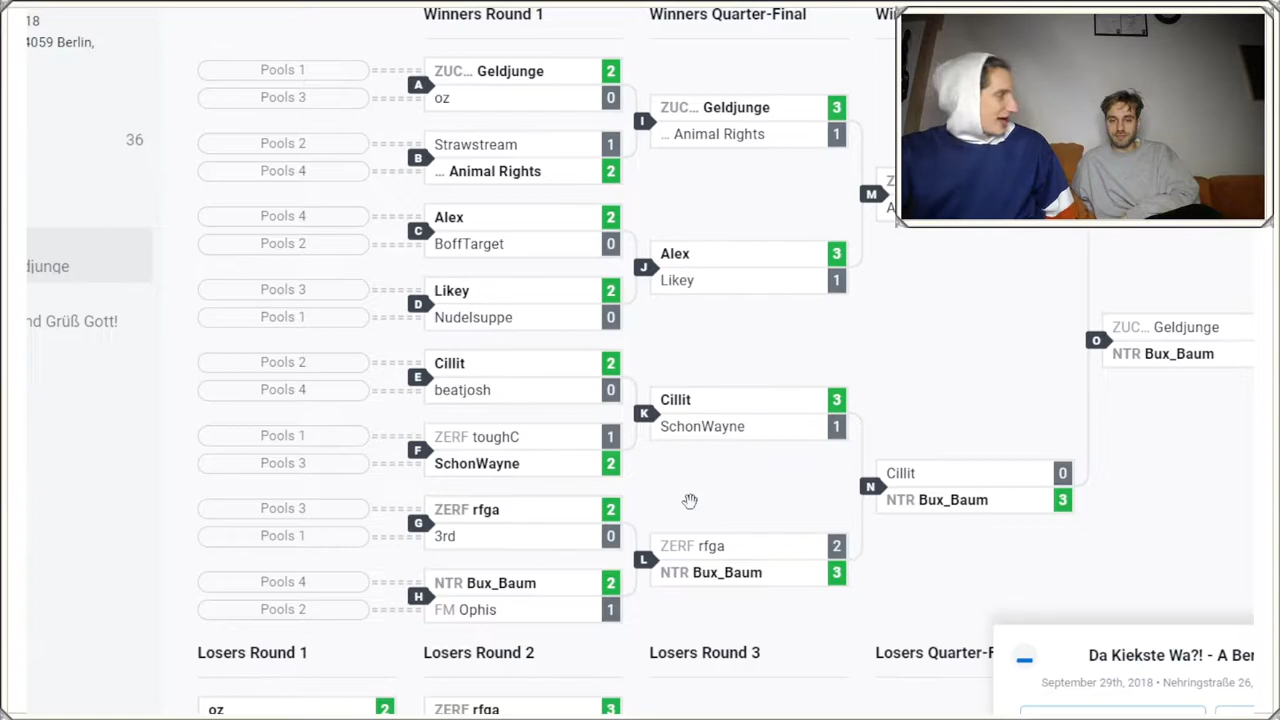 18
4059 Berlin,
36
djunge
nd Grüß Gott!
Winners Round 1
Winners Quarter-Final
Wi
Pools 1
Pools 3
A
ZUC... Geldjunge 2
oz 0
Pools 2
Pools 4
B
Strawstream 1
... Animal Rights 2
Pools 4
Pools 2
C
Alex 2
BoffTarget 0
Pools 3
Pools 1
D
Likey 2
Nudelsuppe 0
Pools 2
Pools 4
E
Cillit 2
beatjosh 0
Pools 1
Pools 3
F
ZERF toughC 1
SchonWayne 2
Pools 3
Pools 1
G
ZERF rfga 2
3rd 0
Pools 4
Pools 2
H
NTR Bux_Baum 2
FM Ophis 1
I
ZUC... Geldjunge 3
... Animal Rights 1
J
Alex 3
Likey 1
K
Cillit 3
SchonWayne 1
L
ZERF rfga 2
NTR Bux_Baum 3
M
Z
A
N
Cillit 0
NTR Bux_Baum 3
O
ZUC... Geldjunge
NTR Bux_Baum
Losers Round 1
Losers Round 2
Losers Round 3
Losers Quarter-F
oz 2
ZERF rfga 3
Da Kiekste Wa?! - A Ber
September 29th, 2018 • Nehringstraße 26,